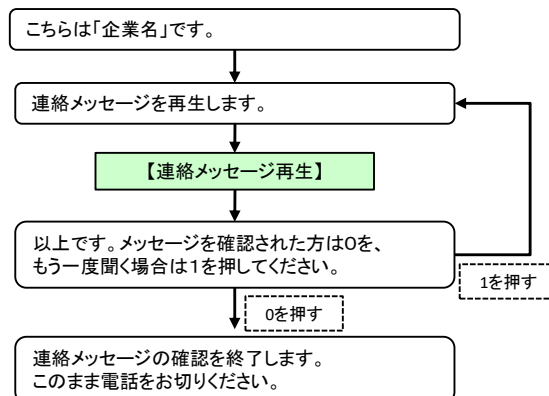 こちらは「企業名」です。
連絡メッセージを再生します。
【連絡メッセージ再生】
以上です。メッセージを確認された方は0を、
もう一度聞く場合は1を押してください。
1を押す
0を押す
連絡メッセージの確認を終了します。
このまま電話をお切りください。